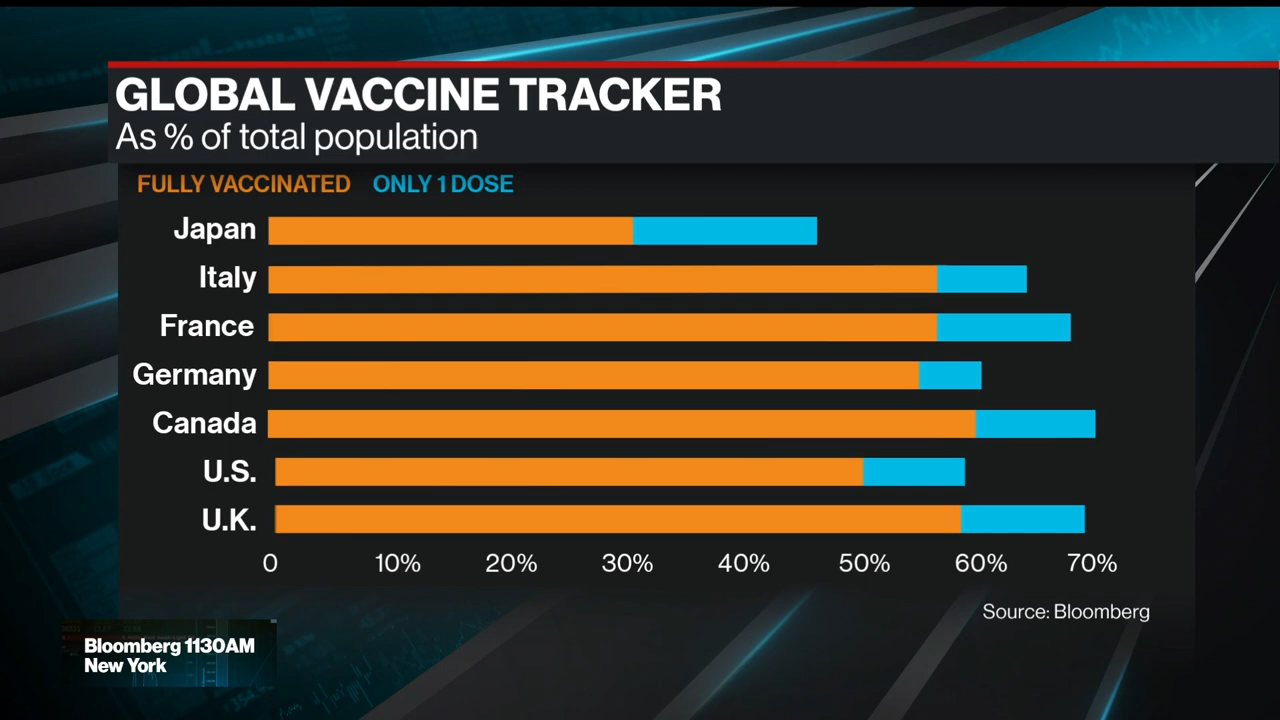 GLOBAL VACCINE TRACKER
As % of total population
FULLY VACCINATED ONLY 1 DOSE
Japan
Italy
France
Germany
Canada
U.S.
U.K.
0 10% 20% 30% 40% 50% 60% 70%
Source: Bloomberg
Bloomberg 1130AM
New York